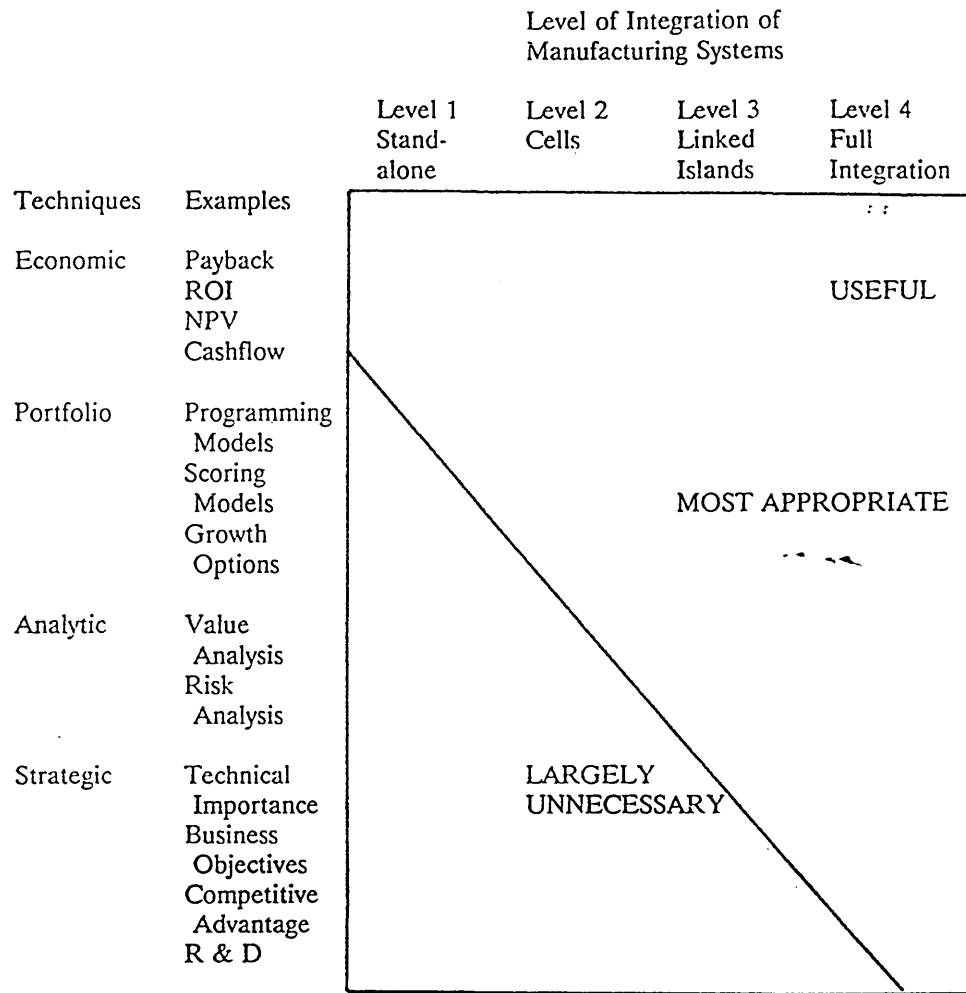 Level of Integration of
Manufacturing Systems
Level 1 Level 2 Level 3 Level 4
Stand- Cells Linked Full
alone Islands Integration
Techniques Examples
Economic Payback
ROI USEFUL
NPV
Cashflow
Portfolio Programming
Models
Scoring
Models MOST APPROPRIATE
Growth
Options
Analytic Value
Analysis
Risk
Analysis
Strategic Technical LARGELY
Importance UNNECESSARY
Business
Objectives
Competitive
Advantage
R & D